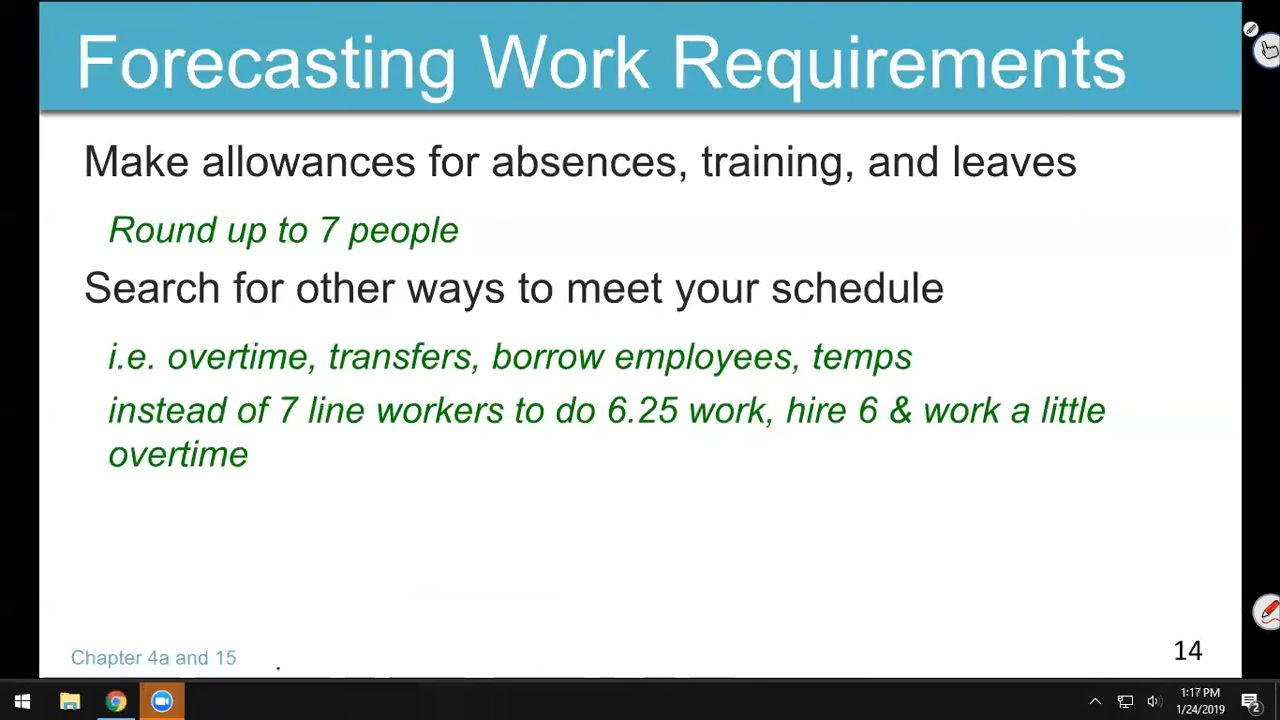 Forecasting Work Requirements
Make allowances for absences, training, and leaves
Round up to 7 people
Search for other ways to meet your schedule
i.e. overtime, transfers, borrow employees, temps
instead of 7 line workers to do 6.25 work, hire 6 & work a little
overtime
Chapter 4a and 15
14
1:17 PM
1/24/2019
2